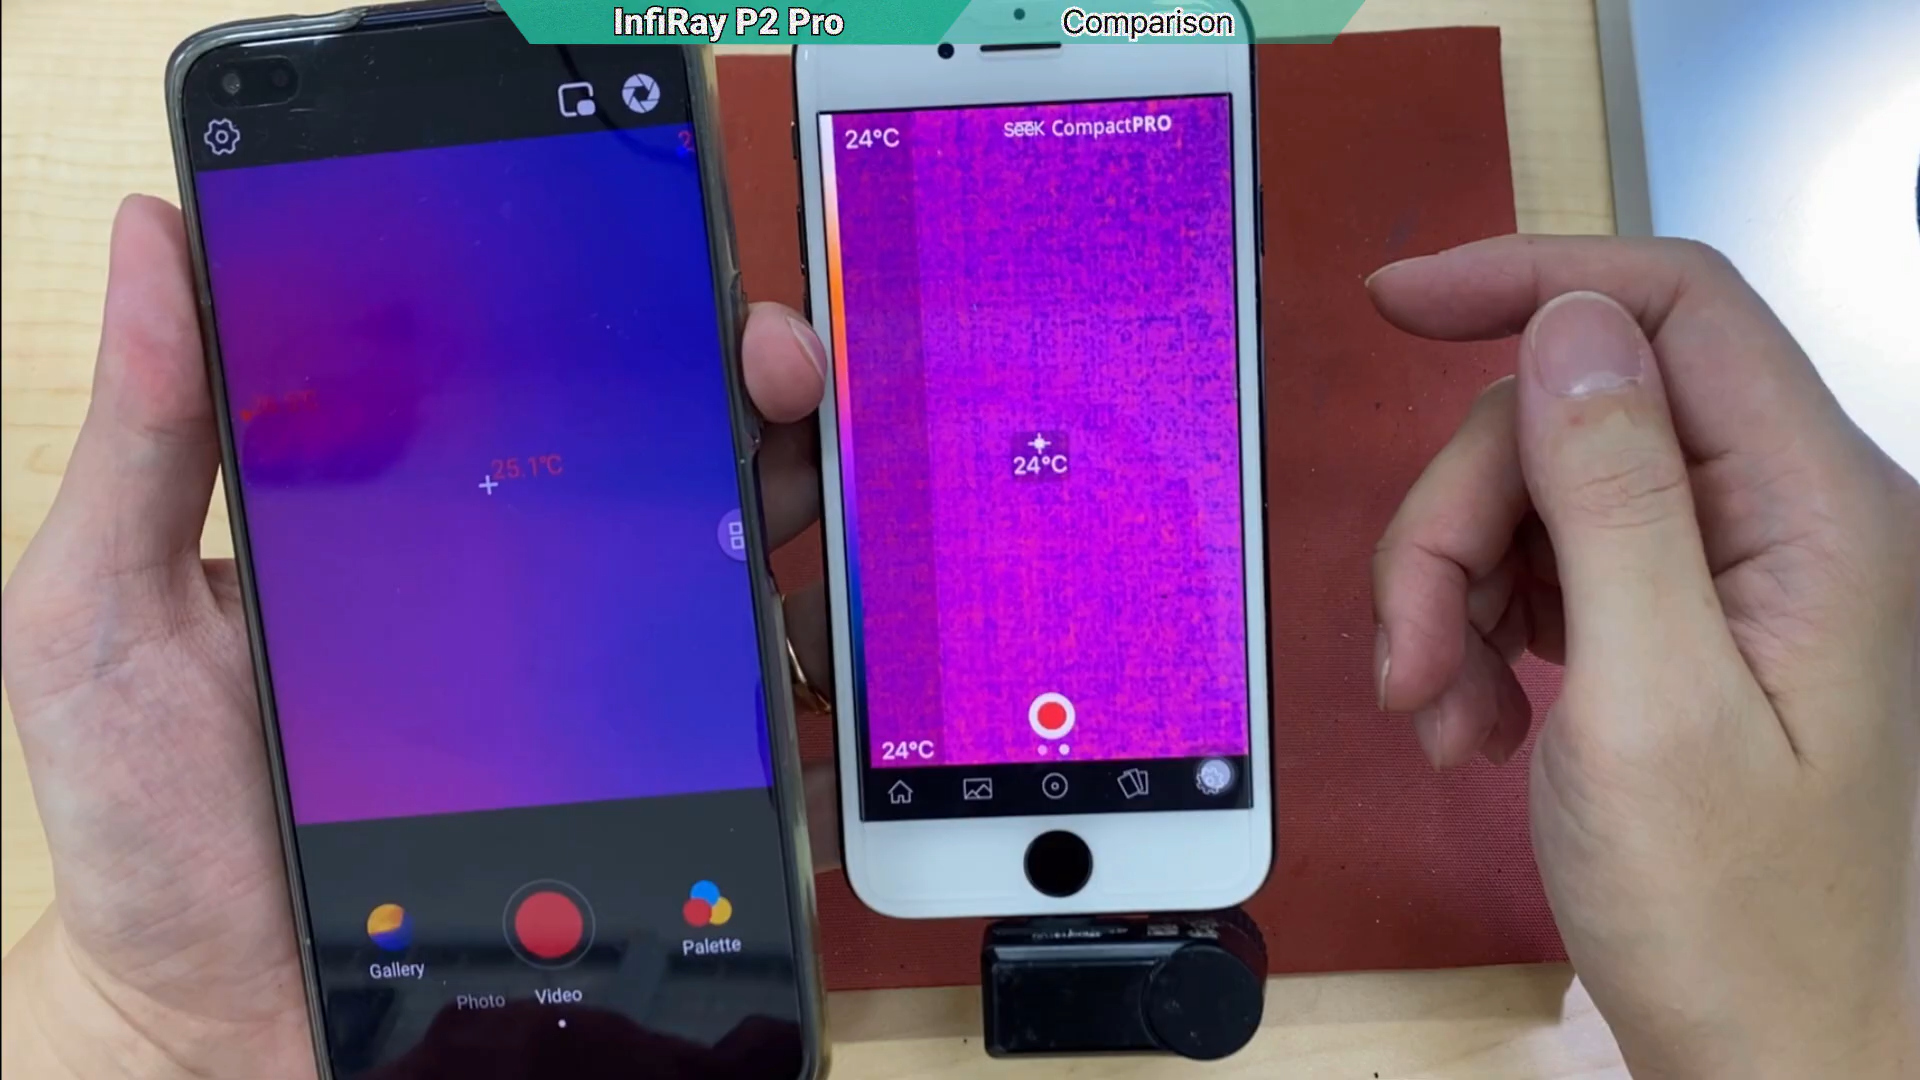 InfiRay P2 Pro
Comparison
24°C
Seek CompactPRO
25.1°C
24°C
24°C
Gallery
Palette
Photo
Video